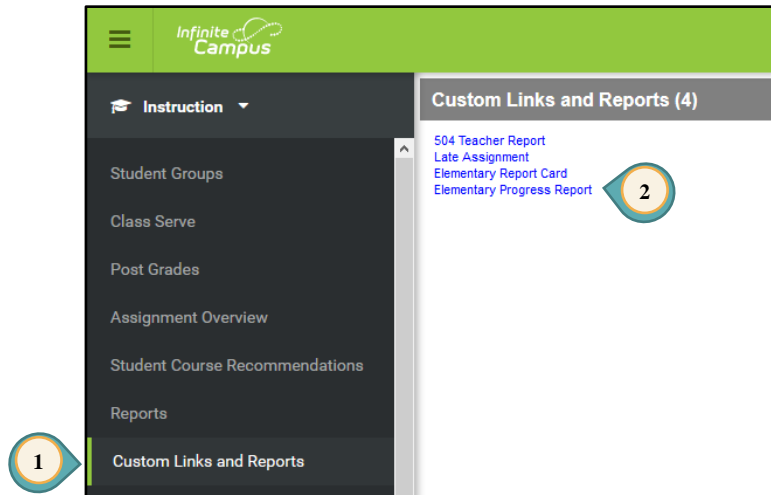 Infinite
Campus
Instruction
Custom Links and Reports (4)
504 Teacher Report
Late Assignment
Elementary Report Card
Elementary Progress Report
2
Student Groups
Class Serve
Post Grades
Assignment Overview
Student Course Recommendations
Reports
1
Custom Links and Reports